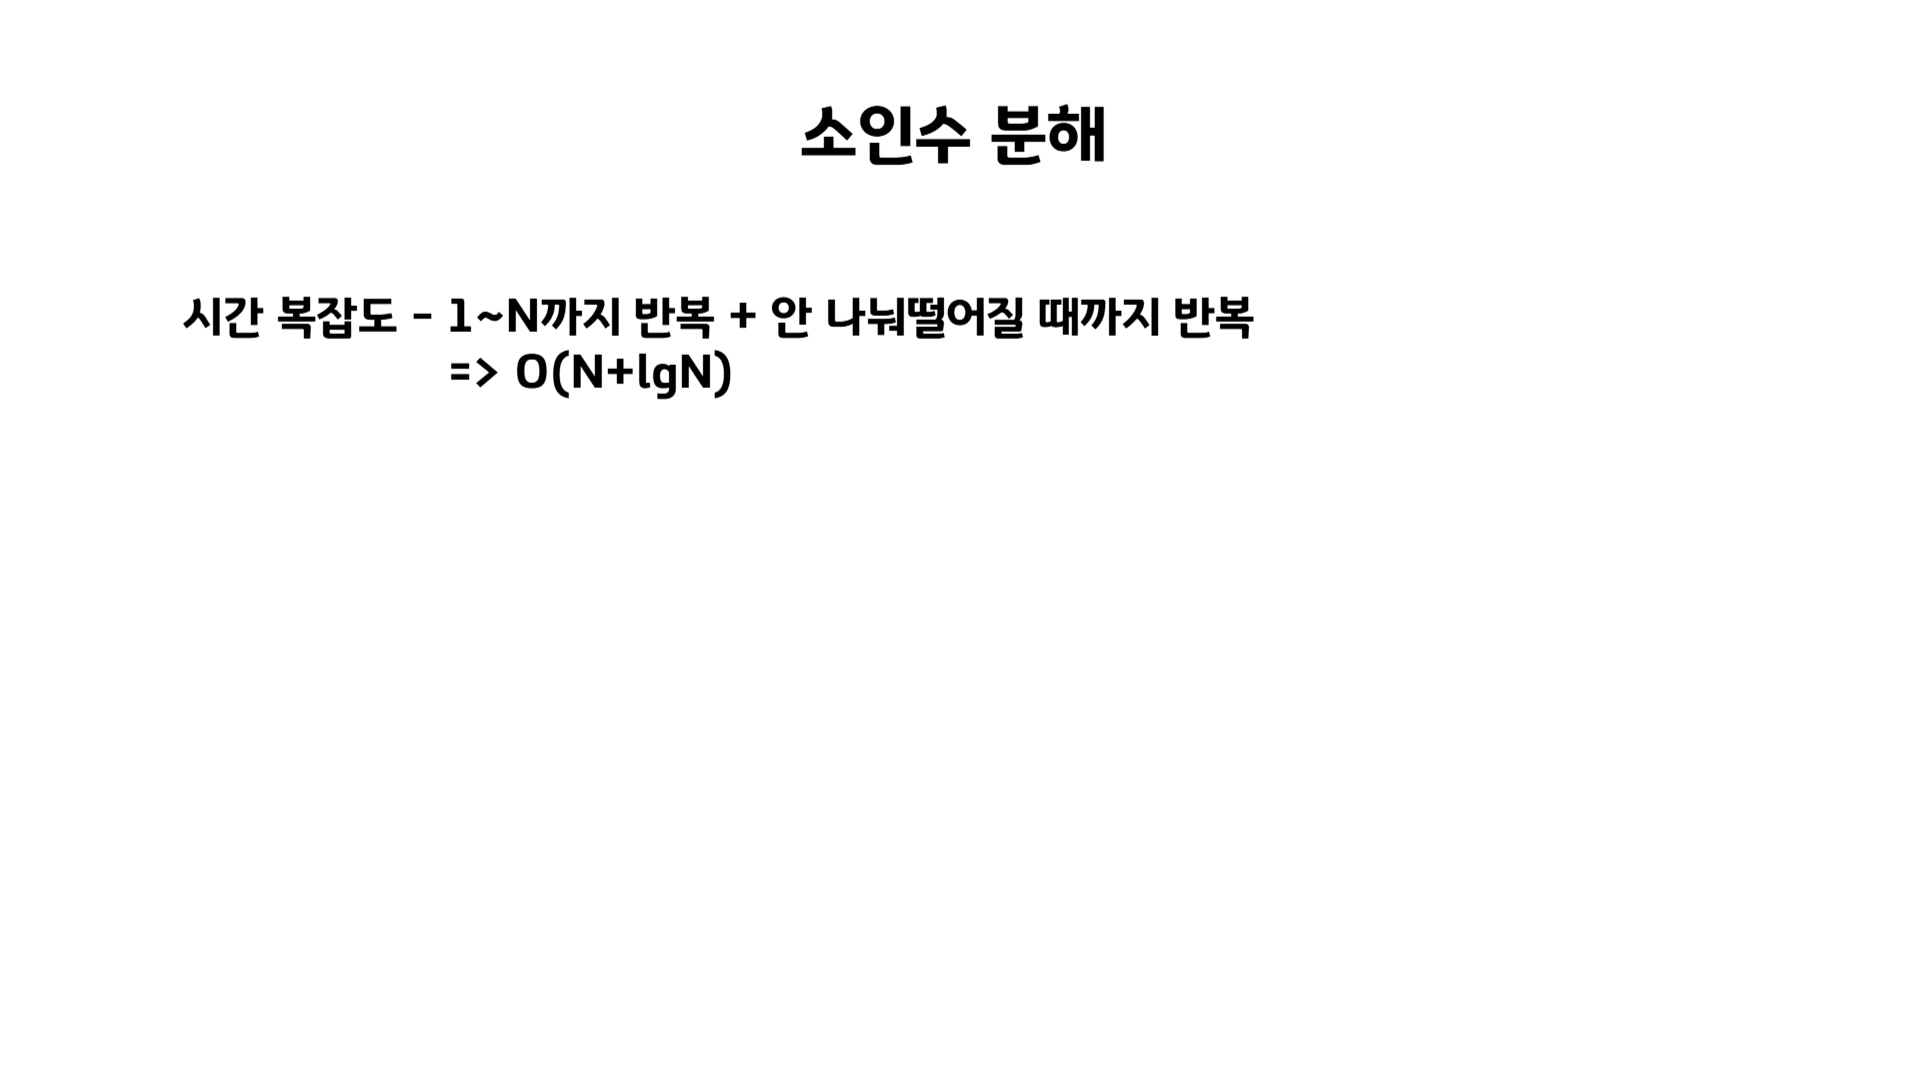 소인수 분해
시간 복잡도 - 1~N까지 반복 + 안 나눠떨어질 때까지 반복
=> O(N+lgN)